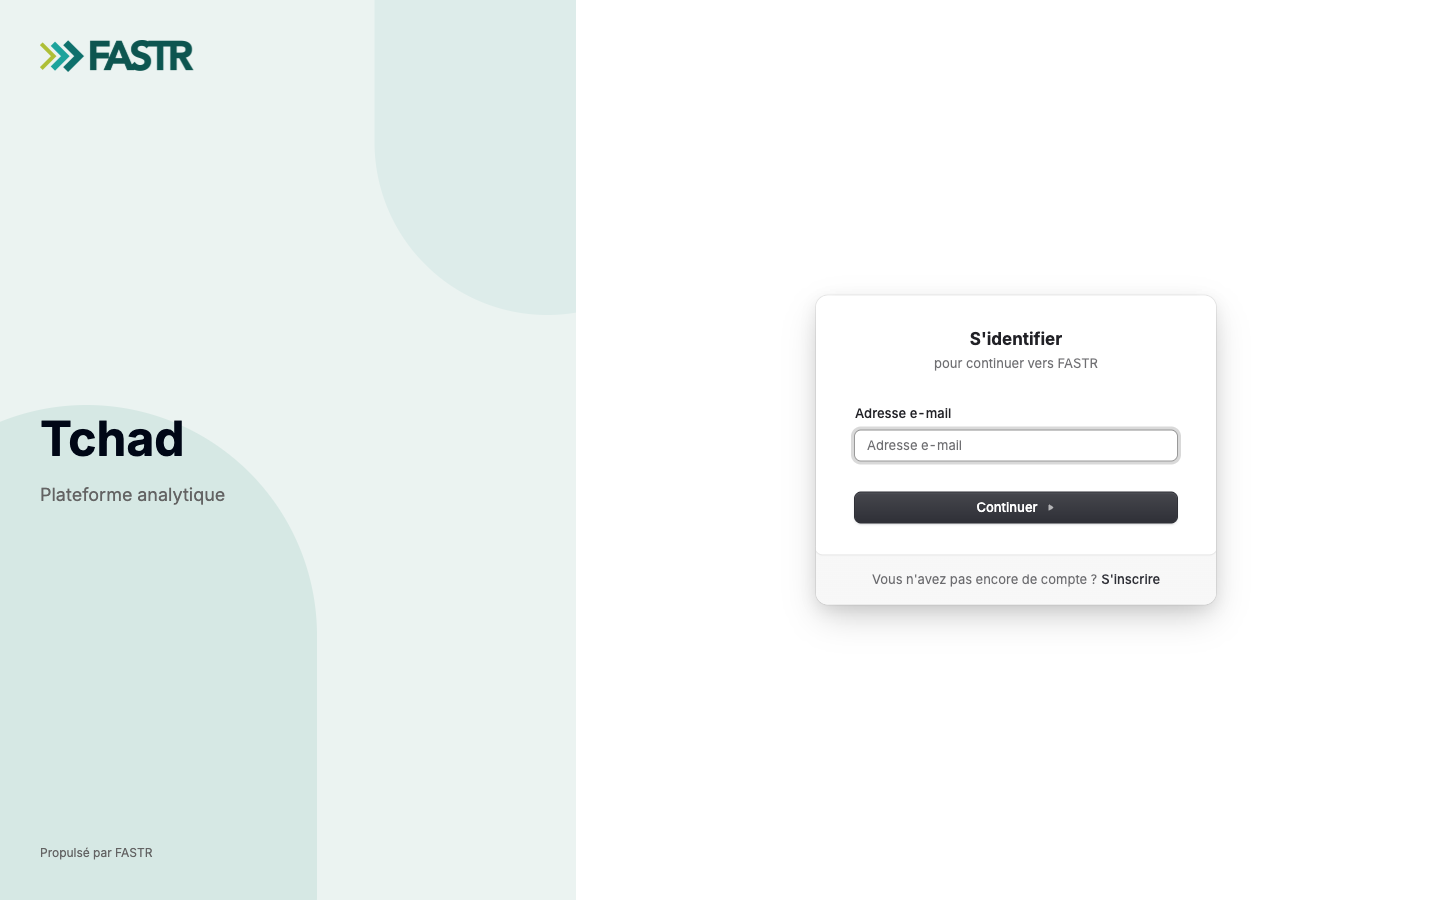 FASTR
Tchad
Plateforme analytique
Propulsé par FASTR
S'identifier
pour continuer vers FASTR
Adresse e-mail
Adresse e-mail
Continuer
Vous n'avez pas encore de compte ? S'inscrire